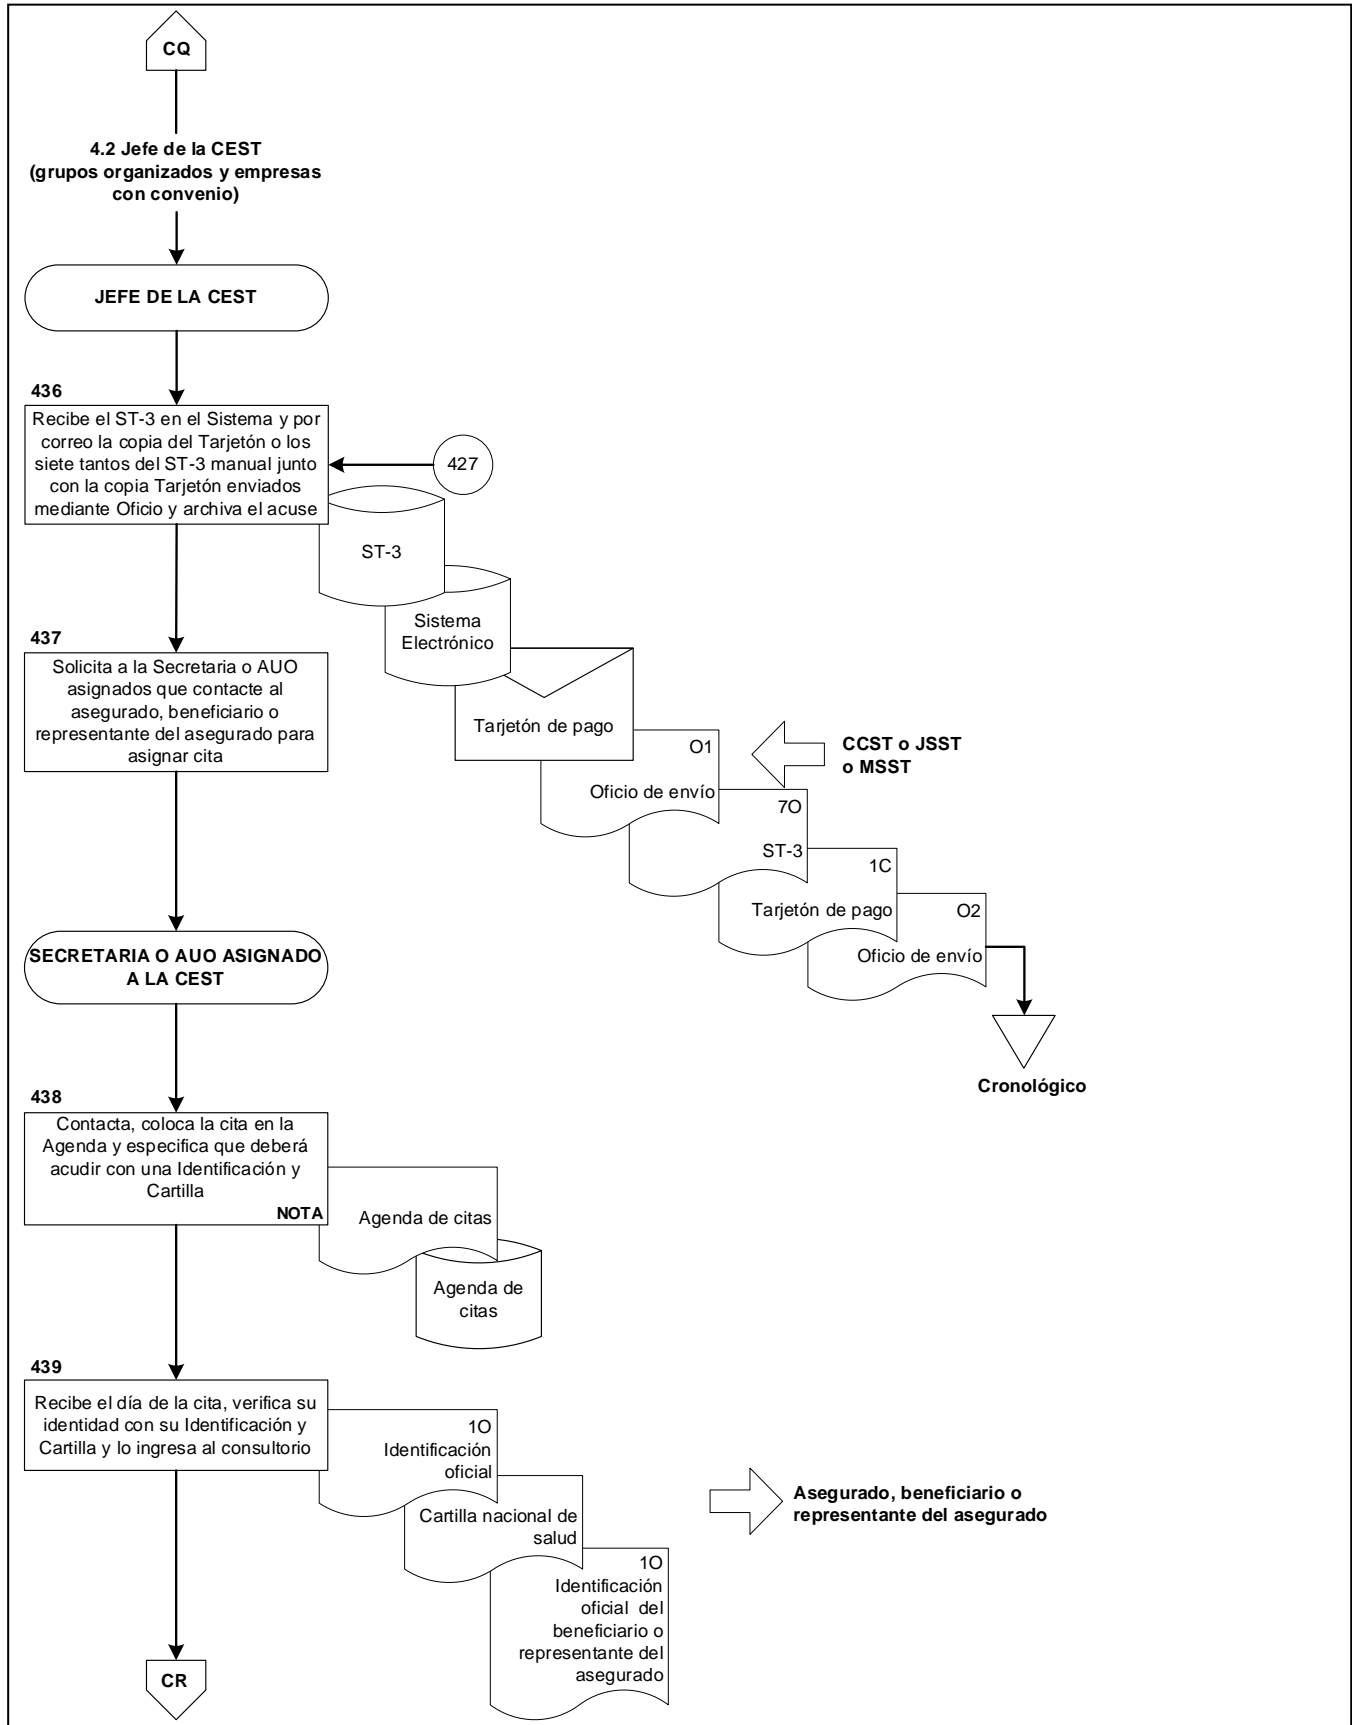 CQ
4.2 Jefe de la CEST
(grupos organizados y empresas
con convenio)
JEFE DE LA CEST
436
Recibe el ST-3 en el Sistema y por
correo la copia del Tarjetón o los
siete tantos del ST-3 manual junto
con la copia Tarjetón enviados
mediante Oficio y archiva el acuse
427
ST-3
Sistema
Electrónico
Tarjetón de pago
O1
Oficio de envío
CCST o JSST
o MSST
7O
ST-3
1C
Tarjetón de pago
O2
Oficio de envío
Cronológico
437
Solicita a la Secretaria o AUO
asignados que contacte al
asegurado, beneficiario o
representante del asegurado para
asignar cita
SECRETARIA O AUO ASIGNADO
A LA CEST
438
Contacta, coloca la cita en la
Agenda y especifica que deberá
acudir con una Identificación y
Cartilla
NOTA
Agenda de citas
Agenda de
citas
439
Recibe el día de la cita, verifica su
identidad con su Identificación y
Cartilla y lo ingresa al consultorio
1O
Identificación
oficial
Cartilla nacional de
salud
1O
Identificación
oficial del
beneficiario o
representante del
asegurado
Asegurado, beneficiario o
representante del asegurado
CR